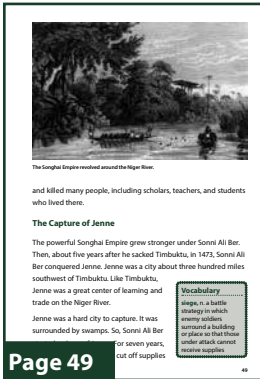 The Songhai Empire revolved around the Niger River.
and killed many people, including scholars, teachers, and students
who lived there.
The Capture of Jenne
The powerful Songhai Empire grew stronger under Sonni Ali Ber.
Then, about five years after he sacked Timbuktu, in 1473, Sonni Ali
Ber conquered Jenne. Jenne was a city about three hundred miles
southwest of Timbuktu. Like Timbuktu,
Jenne was a great center of learning and
trade on the Niger River.
Jenne was a hard city to capture. It was
surrounded by swamps. So, Sonni Ali Ber
For seven years,
cut off supplies
Vocabulary
siege, n. a battle
strategy in which
enemy soldiers
surround a building
or place so that those
under attack cannot
receive supplies
49
Page 49